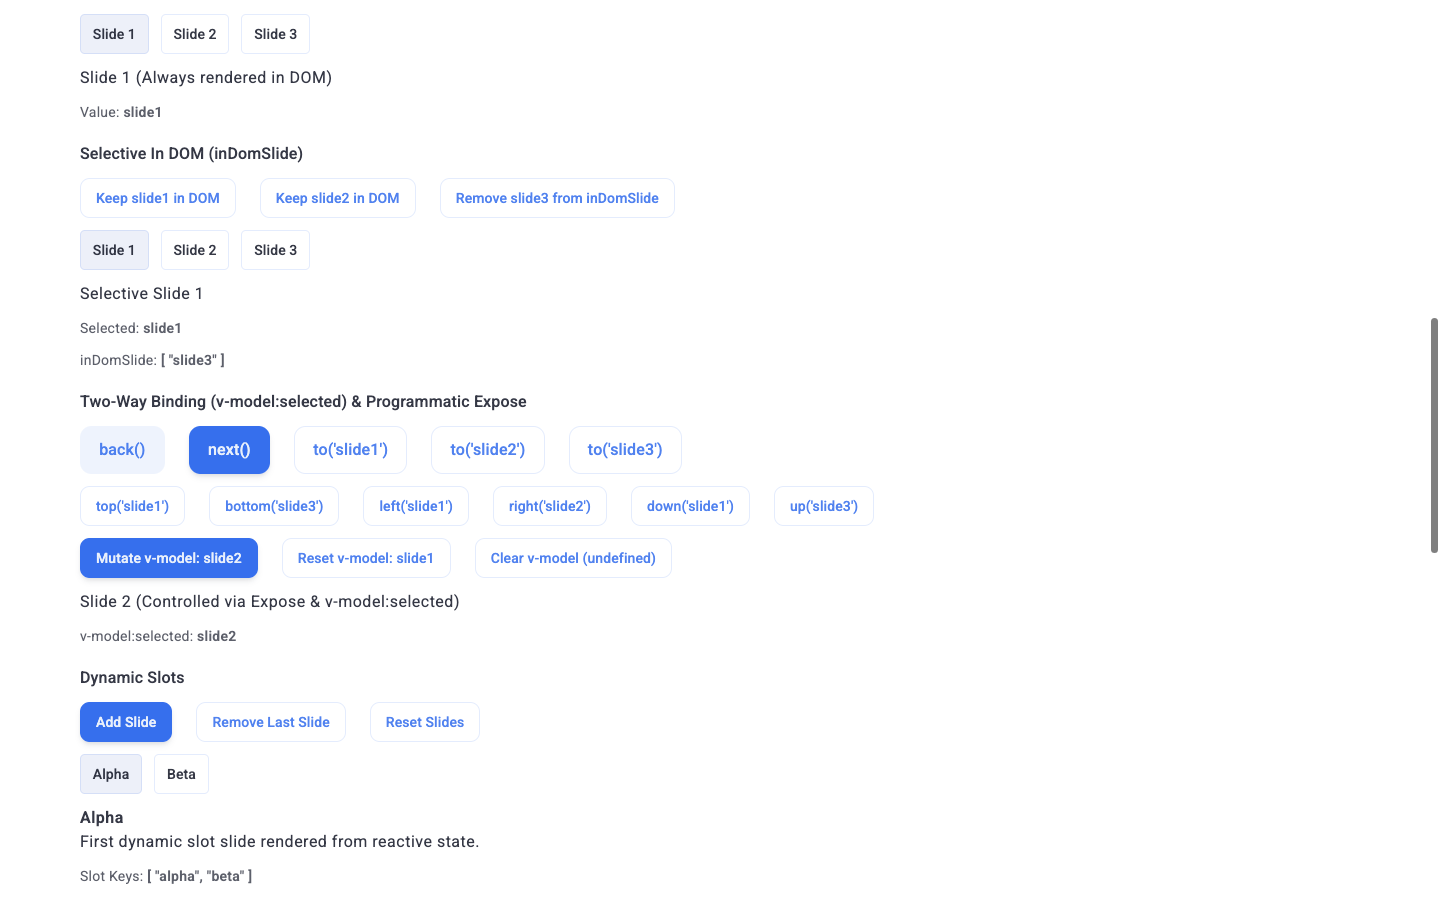 Slide 1 Slide 2 Slide 3
Slide 1 (Always rendered in DOM)
Value: slide1
Selective In DOM (inDomSlide)
Keep slide1 in DOM Keep slide2 in DOM Remove slide3 from inDomSlide
Slide 1 Slide 2 Slide 3
Selective Slide 1
Selected: slide1
inDomSlide: [ "slide3" ]
Two-Way Binding (v-model:selected) & Programmatic Expose
back() next() to('slide1') to('slide2') to('slide3')
top('slide1') bottom('slide3') left('slide1') right('slide2') down('slide1') up('slide3')
Mutate v-model: slide2 Reset v-model: slide1 Clear v-model (undefined)
Slide 2 (Controlled via Expose & v-model:selected)
v-model:selected: slide2
Dynamic Slots
Add Slide Remove Last Slide Reset Slides
Alpha Beta
Alpha
First dynamic slot slide rendered from reactive state.
Slot Keys: [ "alpha", "beta" ]